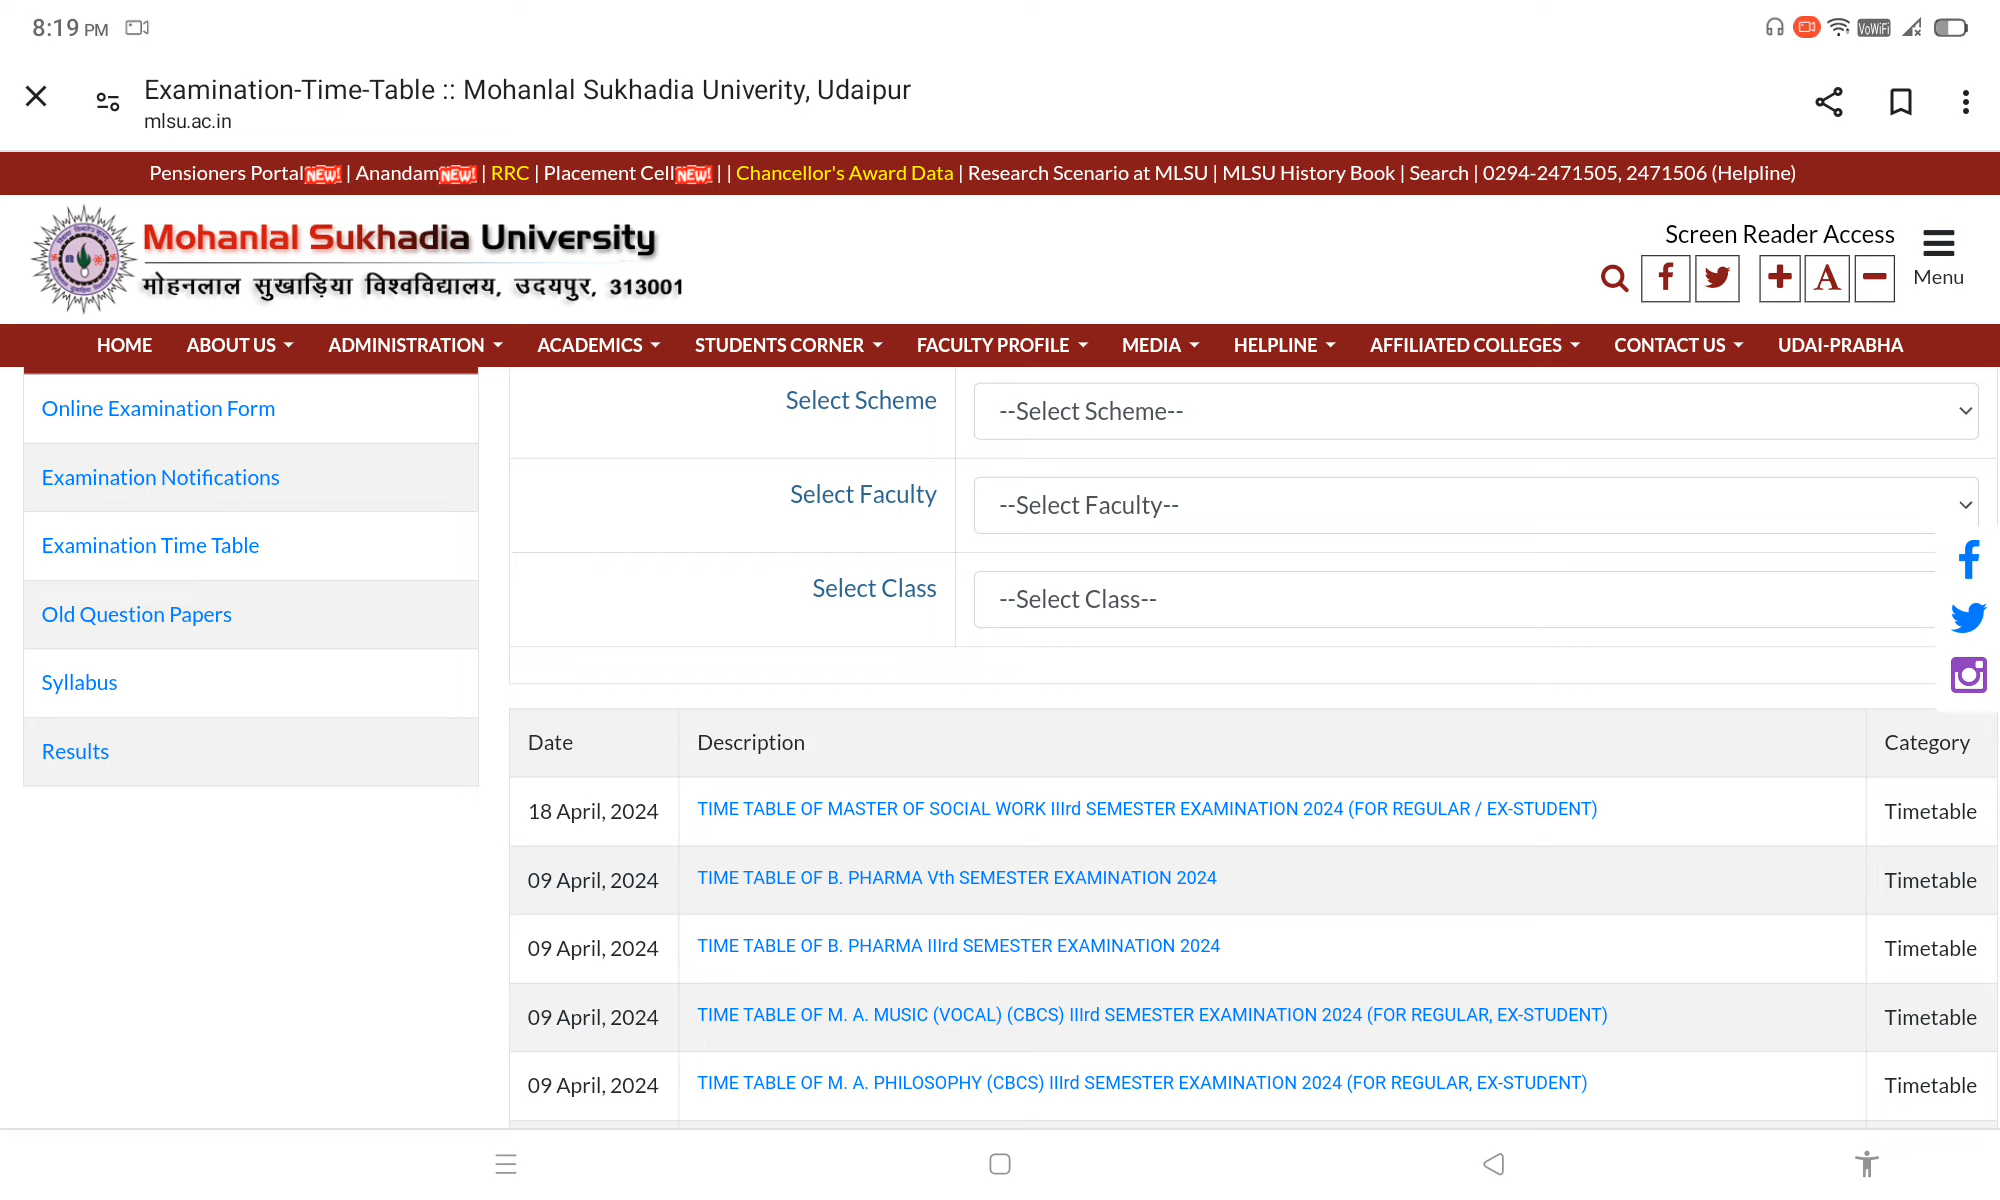 8:19 PM
VoWiFi
Examination-Time-Table :: Mohanlal Sukhadia Univerity, Udaipur
mlsu.ac.in
Pensioners Portal NEW! | Anandam NEW! | RRC | Placement Cell NEW! | | Chancellor's Award Data | Research Scenario at MLSU | MLSU History Book | Search | 0294-2471505, 2471506 (Helpline)
Mohanlal Sukhadia University
मोहनलाल सुखाड़िया विश्वविद्यालय, उदयपुर, 313001
Screen Reader Access
A
Menu
HOME ABOUT US ADMINISTRATION ACADEMICS STUDENTS CORNER FACULTY PROFILE MEDIA HELPLINE AFFILIATED COLLEGES CONTACT US UDAI-PRABHA
Online Examination Form
Examination Notifications
Examination Time Table
Old Question Papers
Syllabus
Results
Select Scheme --Select Scheme--
Select Faculty --Select Faculty--
Select Class --Select Class--
Date Description Category
18 April, 2024 TIME TABLE OF MASTER OF SOCIAL WORK IIIrd SEMESTER EXAMINATION 2024 (FOR REGULAR / EX-STUDENT) Timetable
09 April, 2024 TIME TABLE OF B. PHARMA Vth SEMESTER EXAMINATION 2024 Timetable
09 April, 2024 TIME TABLE OF B. PHARMA IIIrd SEMESTER EXAMINATION 2024 Timetable
09 April, 2024 TIME TABLE OF M. A. MUSIC (VOCAL) (CBCS) IIIrd SEMESTER EXAMINATION 2024 (FOR REGULAR, EX-STUDENT) Timetable
09 April, 2024 TIME TABLE OF M. A. PHILOSOPHY (CBCS) IIIrd SEMESTER EXAMINATION 2024 (FOR REGULAR, EX-STUDENT) Timetable